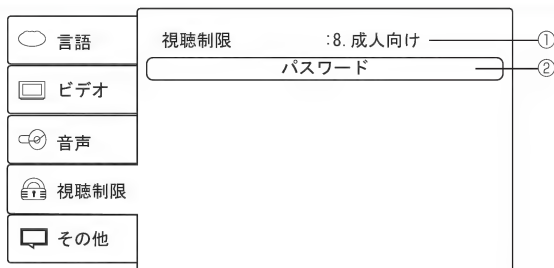 言語
ビデオ
音声
視聴制限
その他
視聴制限 :8. 成人向け ①
パスワード ②